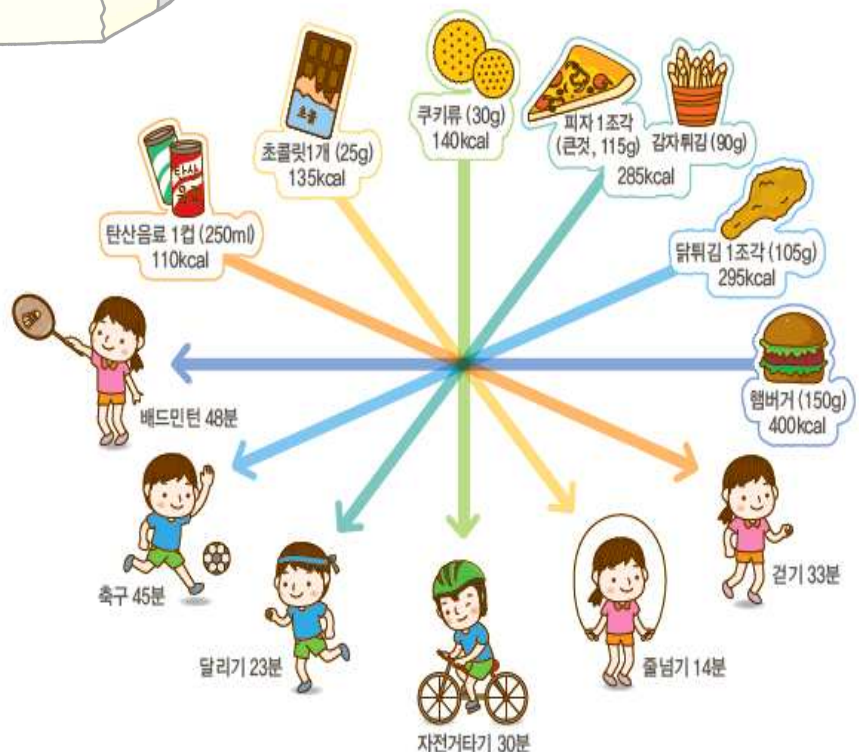 초콜
쿠키류 (30g)
140kcal
피자 1조각
(큰것, 115g)
감자튀김 (90g)
285kcal
초콜릿1개 (25g)
135kcal
탄산
탄산음료 1컵 (250ml)
110kcal
닭튀김 1조각 (105g)
295kcal
햄버거 (150g)
400kcal
배드민턴 48분
축구 45분
달리기 23분
자전거타기 30분
줄넘기 14분
걷기 33분